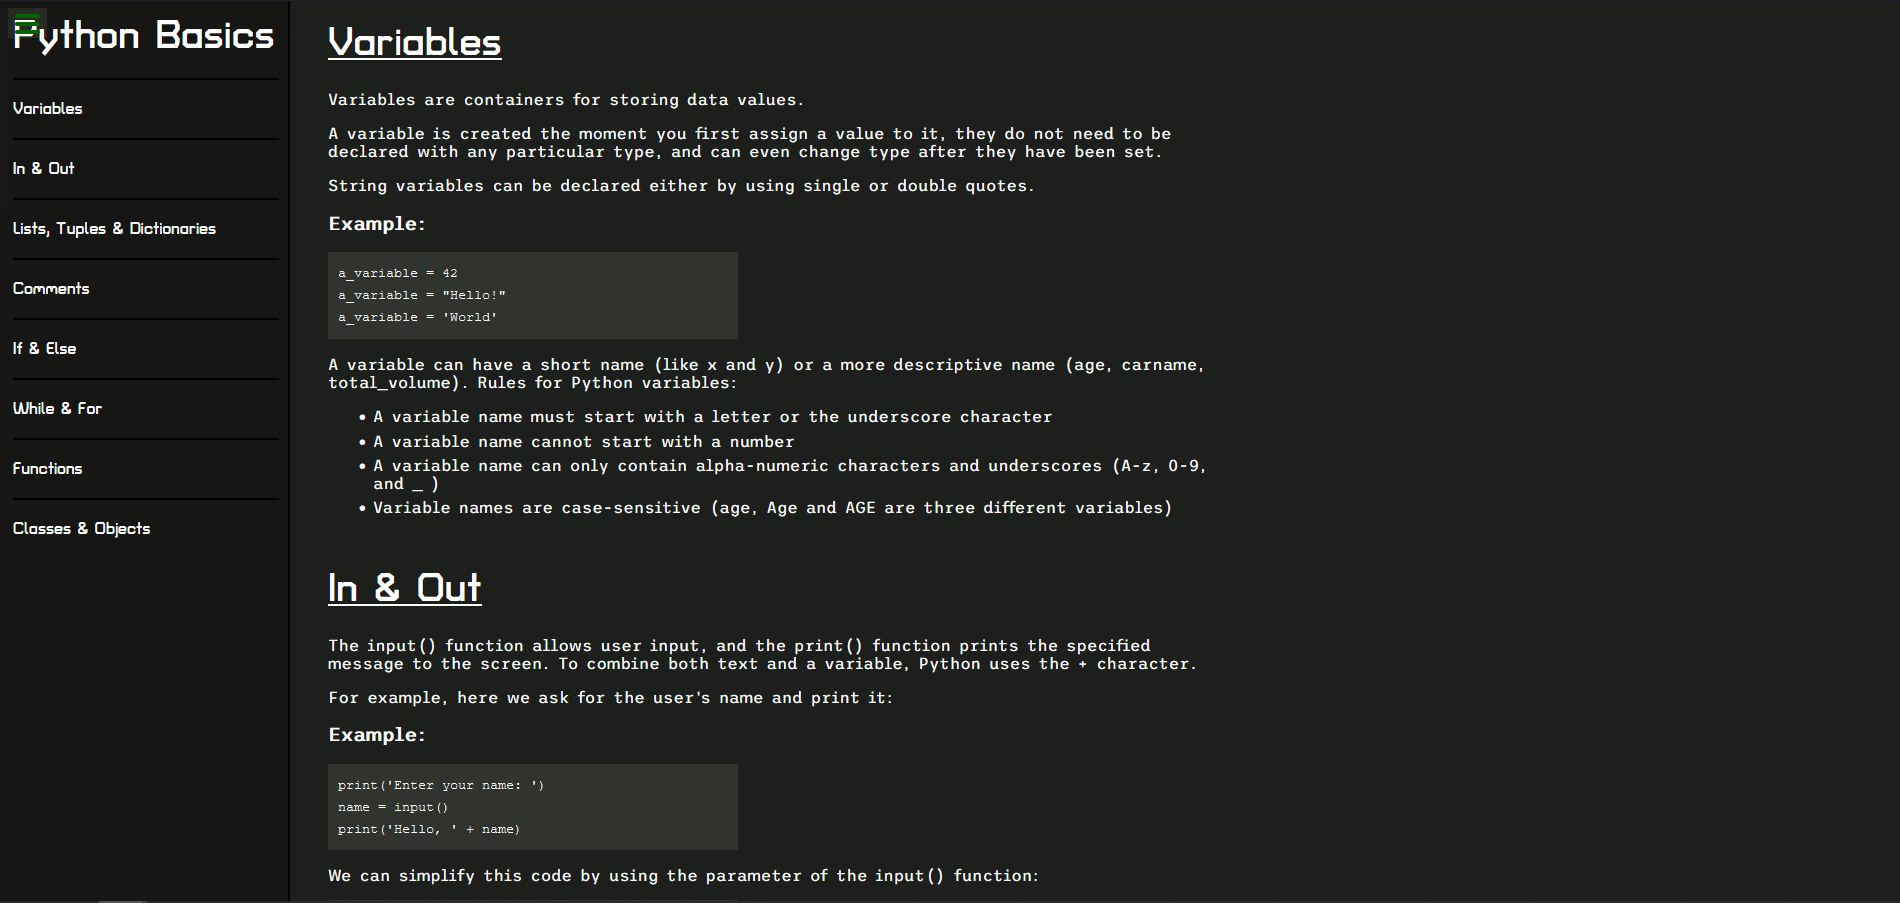 Python Basics
Variables
In & Out
Lists, Tuples & Dictionaries
Comments
If & Else
While & For
Functions
Classes & Objects
Variables
Variables are containers for storing data values.
A variable is created the moment you first assign a value to it, they do not need to be
declared with any particular type, and can even change type after they have been set.
String variables can be declared either by using single or double quotes.
Example:
a_variable = 42
a_variable = "Hello!"
a_variable = 'World'
A variable can have a short name (like x and y) or a more descriptive name (age, carname,
total_volume). Rules for Python variables:
• A variable name must start with a letter or the underscore character
• A variable name cannot start with a number
• A variable name can only contain alpha-numeric characters and underscores (A-z, 0-9,
and _ )
• Variable names are case-sensitive (age, Age and AGE are three different variables)
In & Out
The input() function allows user input, and the print() function prints the specified
message to the screen. To combine both text and a variable, Python uses the + character.
For example, here we ask for the user's name and print it:
Example:
print('Enter your name: ')
name = input()
print('Hello, ' + name)
We can simplify this code by using the parameter of the input() function: